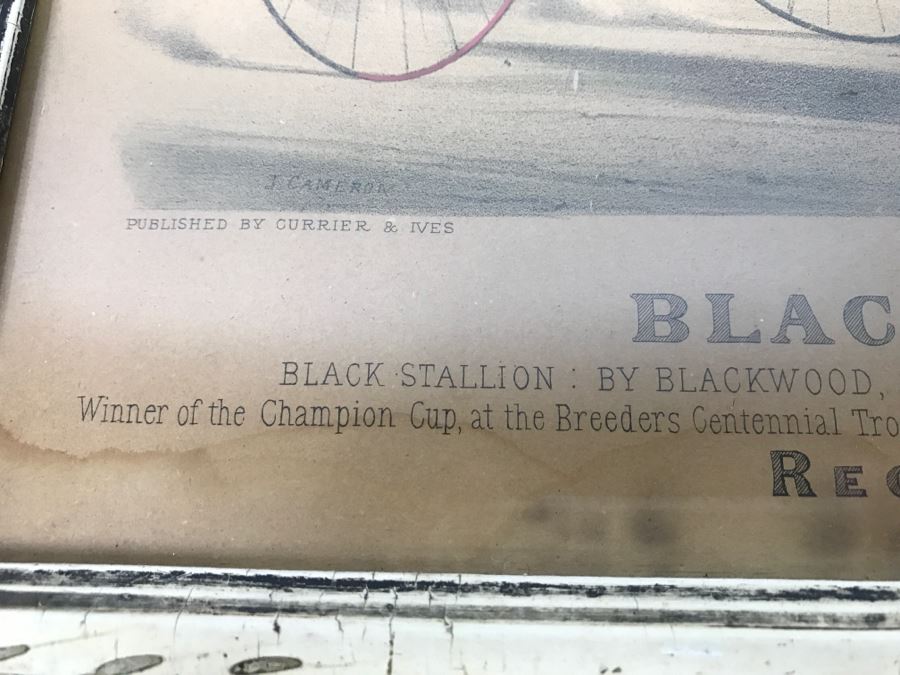 J. CAMERON
PUBLISHED BY CURRIER & IVES
BLAC
BLACK STALLION : BY BLACKWOOD,
Winner of the Champion Cup, at the Breeders Centennial Tro
REC